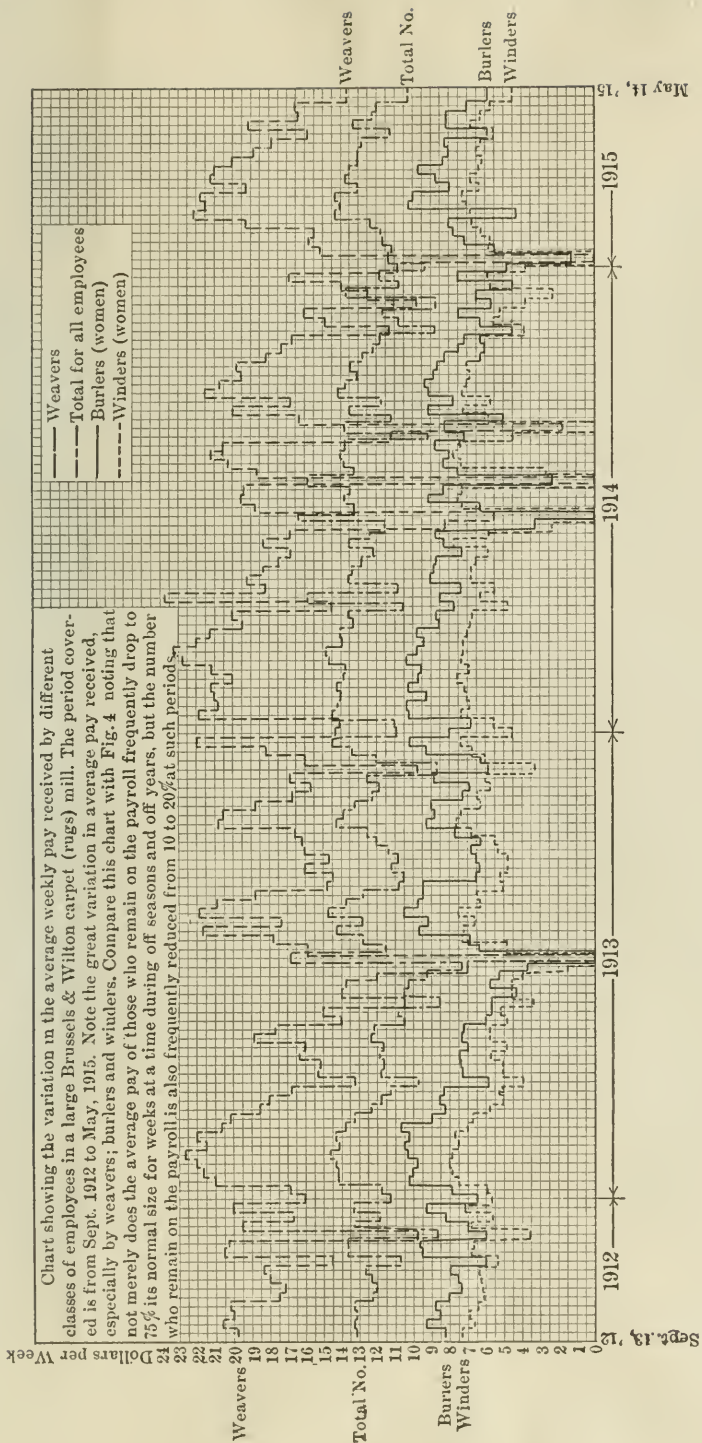 Chart showing the variation in the average weekly pay received by different
classes of employees in a large Brussels & Wilton carpet (rugs) mill. The period cover-
ed is from Sept. 1912 to May, 1915. Note the great variation in average pay received,
especially by weavers; burlers and winders. Compare this chart with Fig. 4 noting that
not merely does the average pay of those who remain on the payroll frequently drop to
75% its normal size for weeks at a time during off seasons and off years, but the number
who remain on the payroll is also frequently reduced from 10 to 20% at such periods.
Weavers
Total for all employees
Burlers (women)
Winders (women)
Dollars per Week
24
23
22
21
20
19
18
17
16
15
14
13
12
11
10
9
8
7
6
5
4
3
2
1
0
Weavers
Total No.
Burlers
Winders
Weavers
Total No.
Burlers
Winders
Sept. 13, '12
1912
1913
1914
1915
May 14, '15